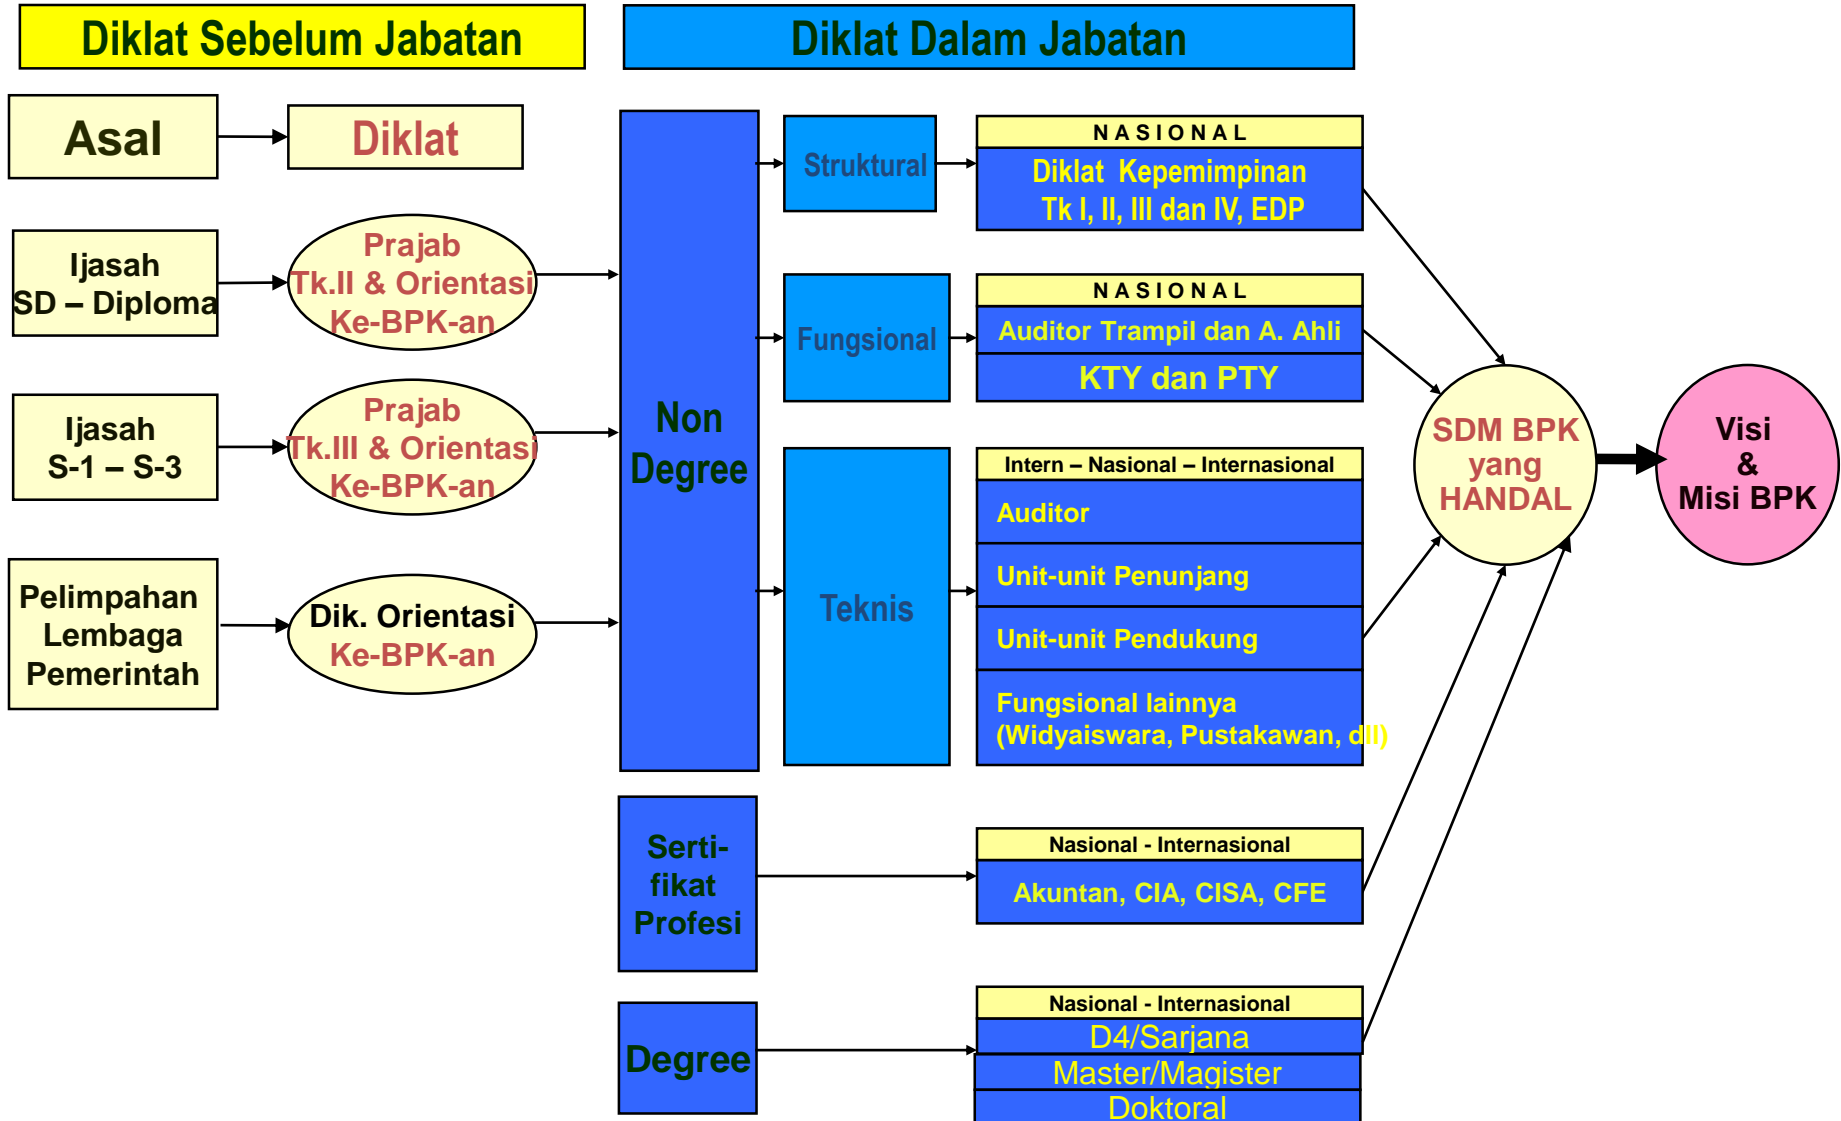 Diklat Sebelum Jabatan
Diklat Dalam Jabatan
Asal
Diklat
Ijasah
SD – Diploma
Prajab
Tk.II & Orientasi
Ke-BPK-an
Ijasah
S-1 – S-3
Prajab
Tk.III & Orientasi
Ke-BPK-an
Pelimpahan
Lembaga
Pemerintah
Dik. Orientasi
Ke-BPK-an
Non
Degree
Struktural
N A S I O N A L
Diklat Kepemimpinan
Tk I, II, III dan IV, EDP
Fungsional
N A S I O N A L
Auditor Trampil dan A. Ahli
KTY dan PTY
Teknis
Intern – Nasional – Internasional
Auditor
Unit-unit Penunjang
Unit-unit Pendukung
Fungsional lainnya
(Widyaiswara, Pustakawan, dll)
Serti-
fikat
Profesi
Nasional - Internasional
Akuntan, CIA, CISA, CFE
Degree
Nasional - Internasional
D4/Sarjana
Master/Magister
Doktoral
SDM BPK
yang
HANDAL
Visi
&
Misi BPK